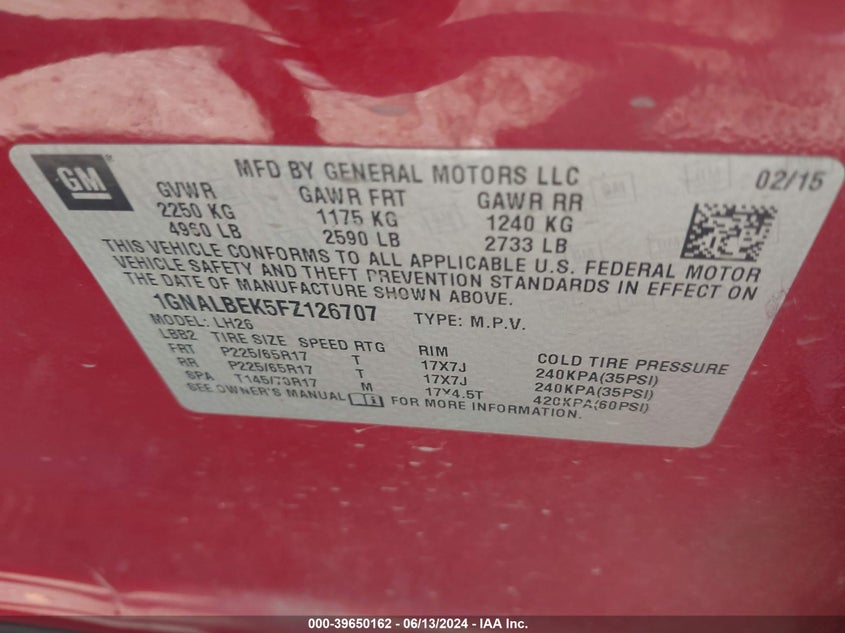 GM
MFD BY GENERAL MOTORS LLC 02/15
GVWR GAWR FRT GAWR RR
2250 KG 1175 KG 1240 KG
4960 LB 2590 LB 2733 LB
THIS VEHICLE CONFORMS TO ALL APPLICABLE U.S. FEDERAL MOTOR
VEHICLE SAFETY AND THEFT PREVENTION STANDARDS IN EFFECT ON
THE DATE OF MANUFACTURE SHOWN ABOVE.
1GNALBEK5FZ126707 TYPE: M.P.V.
MODEL: LH26
LBB2 TIRE SIZE SPEED RTG RIM COLD TIRE PRESSURE
FRT P225/65R17 T 17X7J 240KPA(35PSI)
RR P225/65R17 T 17X7J 240KPA(35PSI)
SPA T145/70R17 M 17X4.5T 420KPA(60PSI)
SEE OWNER'S MANUAL FOR MORE INFORMATION.
000-39650162 - 06/13/2024 - IAA Inc.